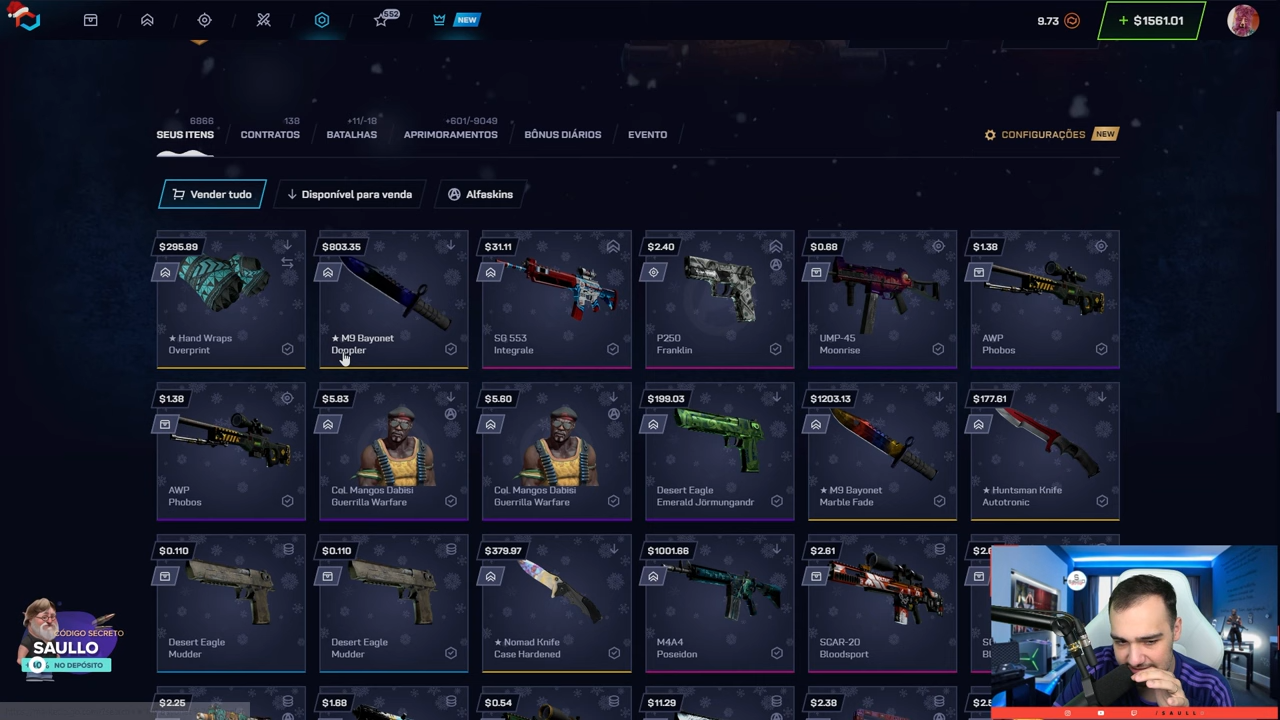 552
NEW
9.73
+ $1561.01
6866
138
+11/-18
+601/-9049
SEUS ITENS
CONTRATOS
BATALHAS
APRIMORAMENTOS
BÔNUS DIÁRIOS
EVENTO
CONFIGURAÇÕES
NEW
Vender tudo
Disponível para venda
Alfaskins
$295.89
$803.35
$31.11
$2.40
$0.88
$1.38
★ Hand Wraps
Overprint
★ M9 Bayonet
Doppler
SG 553
Integrale
P250
Franklin
UMP-45
Moonrise
AWP
Phobos
$1.38
$5.83
$5.60
$199.03
$1203.13
$177.61
AWP
Phobos
Col. Mangos Dabisi
Guerrilla Warfare
Col. Mangos Dabisi
Guerrilla Warfare
Desert Eagle
Emerald Jörmungandr
★ M9 Bayonet
Marble Fade
★ Huntsman Knife
Autotronic
$0.110
$0.110
$379.97
$1001.66
$2.61
Desert Eagle
Mudder
Desert Eagle
Mudder
★ Nomad Knife
Case Hardened
M4A4
Poseidon
SCAR-20
Bloodsport
$2.25
$1.68
$0.54
$11.29
$2.38
CÓDIGO SECRETO
SAULLO
NO DEPÓSITO